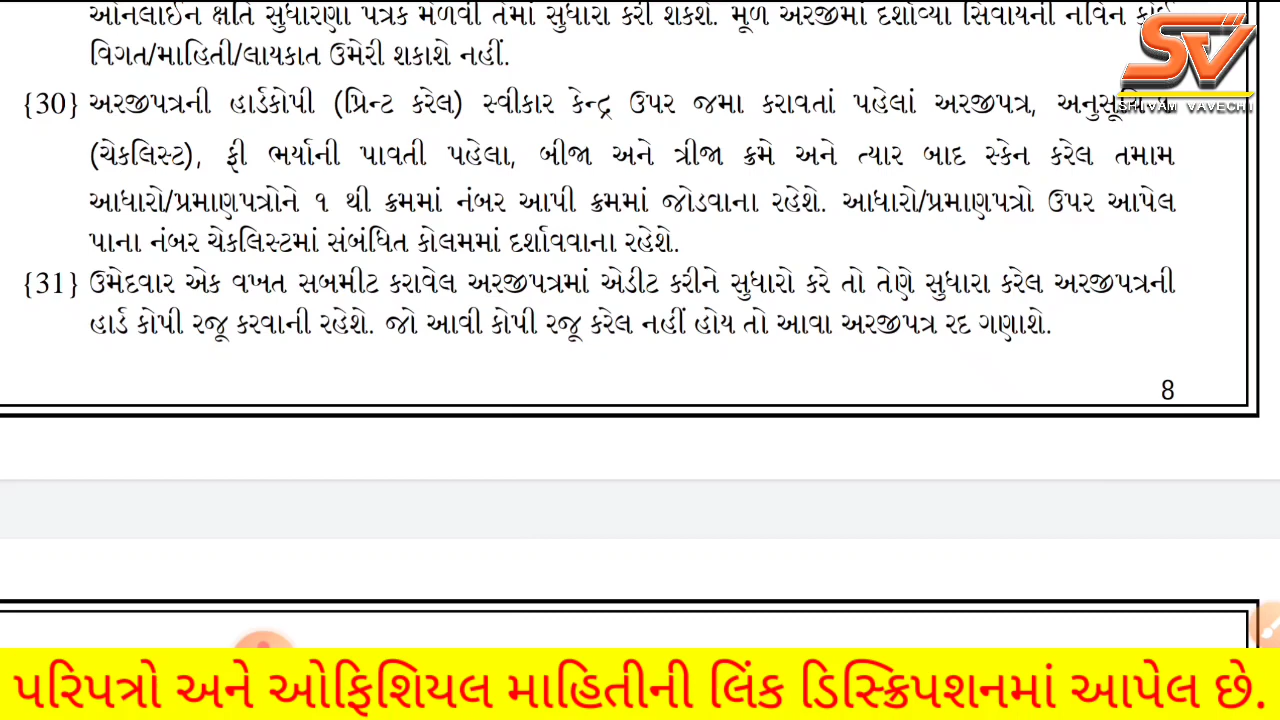 ઓનલાઈન ક્ષતિ સુધારણા પત્રક મેળવી તેમાં સુધારા કરી શકશે. મૂળ અરજીમાં દર્શાવ્યા સિવાયની નવિન કોઈ
વિગત/માહિતી/લાયકાત ઉમેરી શકાશે નહીં.
{30} અરજીપત્રની હાર્ડકોપી (પ્રિન્ટ કરેલ) સ્વીકાર કેન્દ્ર ઉપર જમા કરાવતાં પહેલાં અરજીપત્ર,
(ચેકલિસ્ટ), ફી ભર્યાની પાવતી પહેલા, બીજા અને ત્રીજા ક્રમે અને ત્યાર બાદ સ્કેન કરેલ તમામ
આધારો/પ્રમાણપત્રોને ૧ થી ક્રમમાં નંબર આપી ક્રમમાં જોડવાના રહેશે. આધારો/પ્રમાણપત્રો ઉપર આપેલ
પાના નંબર ચેકલિસ્ટમાં સંબંધિત કોલમમાં દર્શાવવાના રહેશે.
{31} ઉમેદવાર એક વખત સબમીટ કરાવેલ અરજીપત્રમાં એડીટ કરીને સુધારો કરે તો તેણે સુધારા કરેલ અરજીપત્રની
હાર્ડ કોપી રજૂ કરવાની રહેશે. જો આવી કોપી રજૂ કરેલ નહીં હોય તો આવા અરજીપત્ર રદ ગણાશે.
8
SV
SHIVAM VAVECHI
પરિપત્રો અને ઓફિશિયલ માહિતીની લિંક ડિસ્ક્રિપશનમાં આપેલ છે.